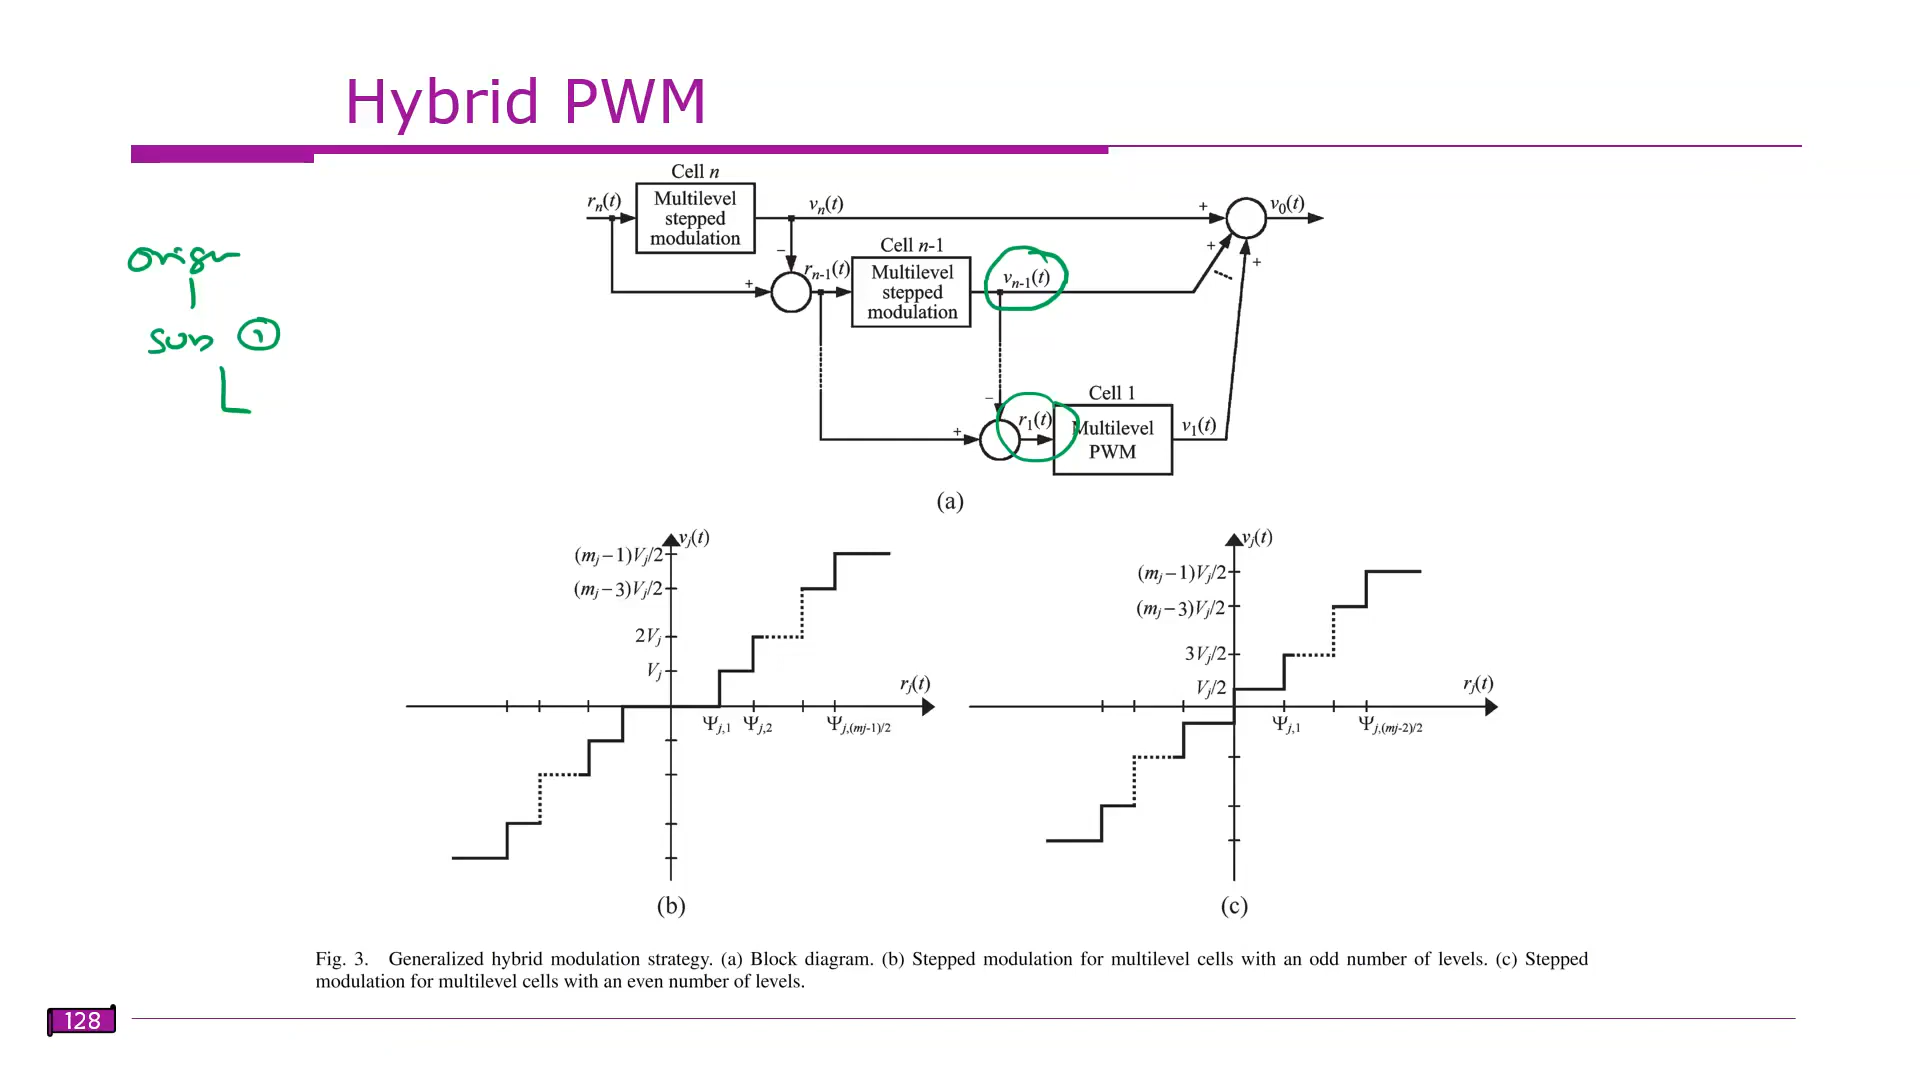 Hybrid PWM
Cell n
rn(t)
Multilevel
stepped
modulation
vn(t)
+
v0(t)
−
+
rn-1(t)
Cell n-1
Multilevel
stepped
modulation
vn-1(t)
+
+
−
+
r1(t)
Cell 1
Multilevel
PWM
v1(t)
(a)
sub ①
vj(t)
(mj−1)Vj/2
(mj−3)Vj/2
2Vj
Vj
rj(t)
Ψj,1 Ψj,2 Ψj,(mj-1)/2
(b)
vj(t)
(mj−1)Vj/2
(mj−3)Vj/2
3Vj/2
Vj/2
rj(t)
Ψj,1 Ψj,(mj-2)/2
(c)
Fig. 3. Generalized hybrid modulation strategy. (a) Block diagram. (b) Stepped modulation for multilevel cells with an odd number of levels. (c) Stepped
modulation for multilevel cells with an even number of levels.
128